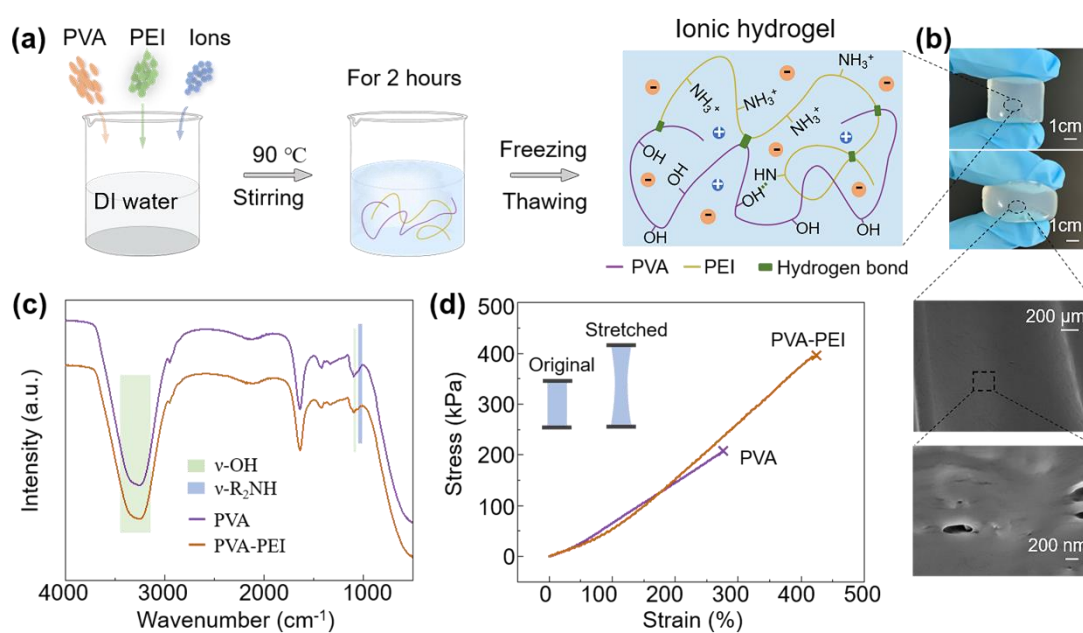 (a)
PVA
PEI
Ions
DI water
90 ℃
Stirring
For 2 hours
Freezing
Thawing
Ionic hydrogel
NH₃⁺
NH₃⁺
NH₃⁺
NH₃⁺
NH₃⁺
OH
OH
HN
OH
OH
OH
OH
PVA
PEI
Hydrogen bond
(b)
1cm
1cm
200 μm
200 nm
(c)
Intensity (a.u.)
ν-OH
ν-R₂NH
PVA
PVA-PEI
4000
3000
2000
1000
Wavenumber (cm⁻¹)
(d)
Stress (kPa)
500
400
300
200
100
0
Original
Stretched
PVA-PEI
PVA
0
100
200
300
400
500
Strain (%)